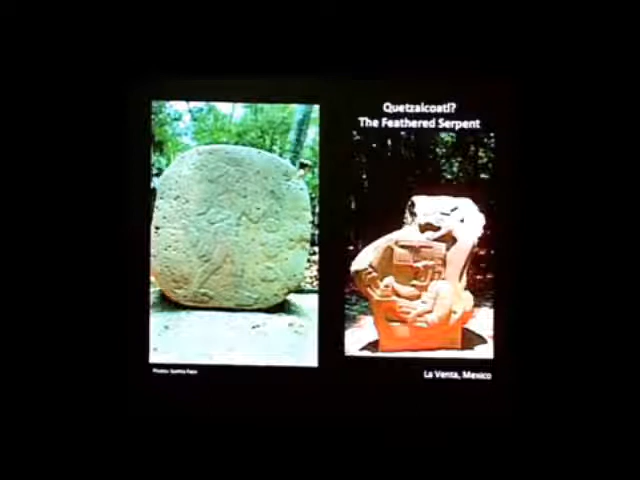 Quetzalcoatl?
The Feathered Serpent
La Venta, Mexico